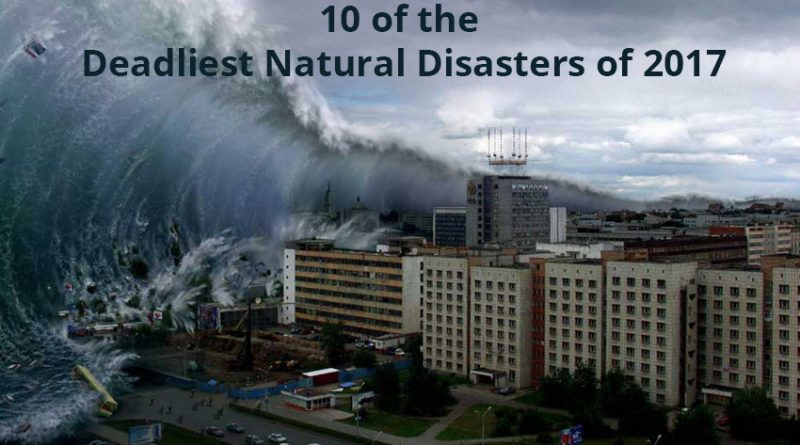 10 of the
Deadliest Natural Disasters of 2017